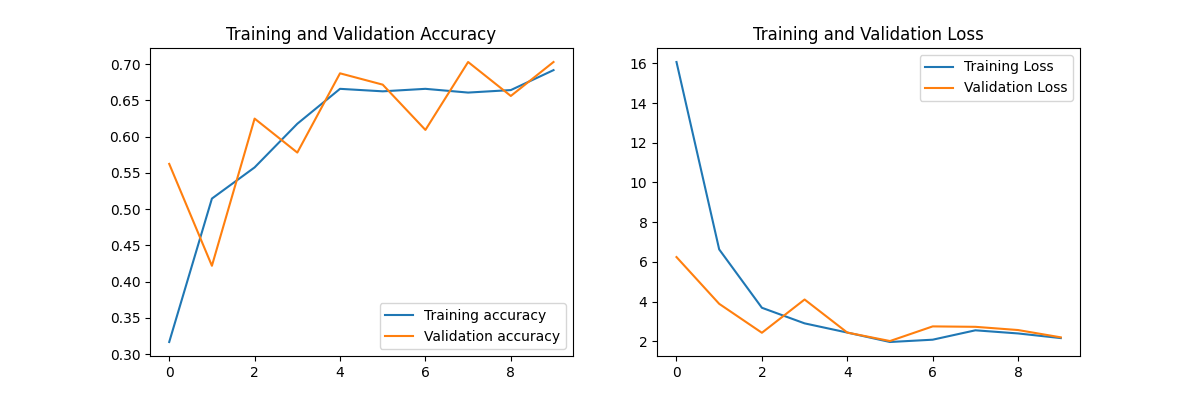 Training and Validation Accuracy
0.70
0.65
0.60
0.55
0.50
0.45
0.40
0.35
0.30
Training accuracy
Validation accuracy
0 2 4 6 8
Training and Validation Loss
16
14
12
10
8
6
4
2
Training Loss
Validation Loss
0 2 4 6 8